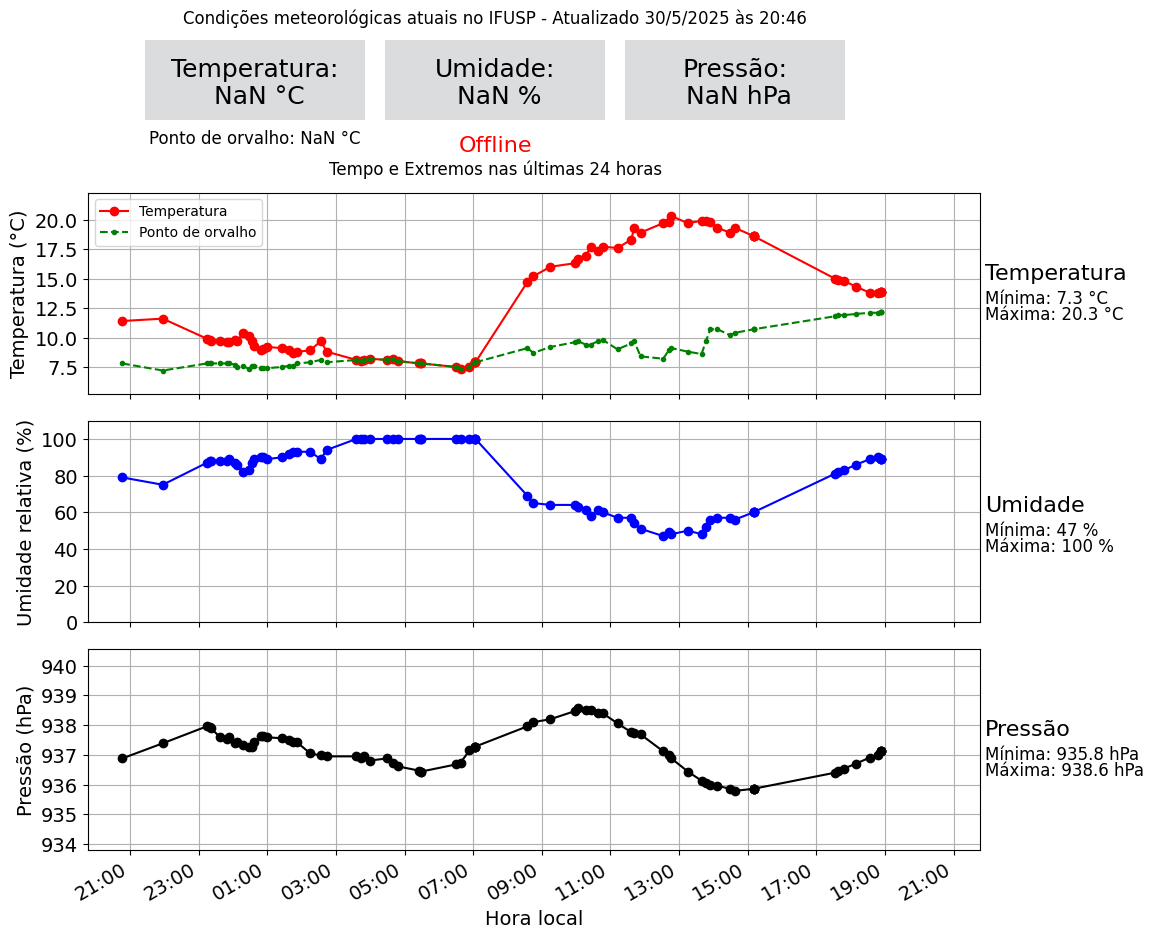 Condições meteorológicas atuais no IFUSP - Atualizado 30/5/2025 às 20:46
Temperatura:
NaN °C
Umidade:
NaN %
Pressão:
NaN hPa
Ponto de orvalho: NaN °C
Offline
Tempo e Extremos nas últimas 24 horas
Temperatura (°C)
20.0
17.5
15.0
12.5
10.0
7.5
Temperatura
Ponto de orvalho
Temperatura
Mínima: 7.3 °C
Máxima: 20.3 °C
Umidade relativa (%)
100
80
60
40
20
0
Umidade
Mínima: 47 %
Máxima: 100 %
Pressão (hPa)
940
939
938
937
936
935
934
Pressão
Mínima: 935.8 hPa
Máxima: 938.6 hPa
21:00
23:00
01:00
03:00
05:00
07:00
09:00
11:00
13:00
15:00
17:00
19:00
21:00
Hora local